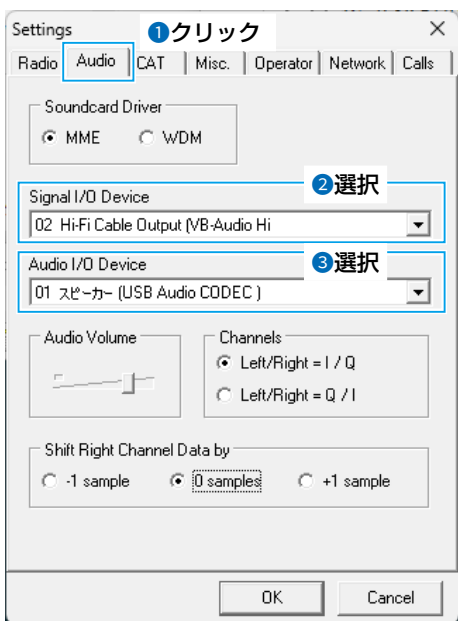 Settings
❶クリック
Radio Audio CAT Misc. Operator Network Calls
Soundcard Driver
MME WDM
❷選択
Signal I/O Device
02 Hi-Fi Cable Output (VB-Audio Hi
❸選択
Audio I/O Device
01 スピーカー (USB Audio CODEC )
Audio Volume
Channels
Left/Right = I / Q
Left/Right = Q / I
Shift Right Channel Data by
-1 sample 0 samples +1 sample
OK Cancel